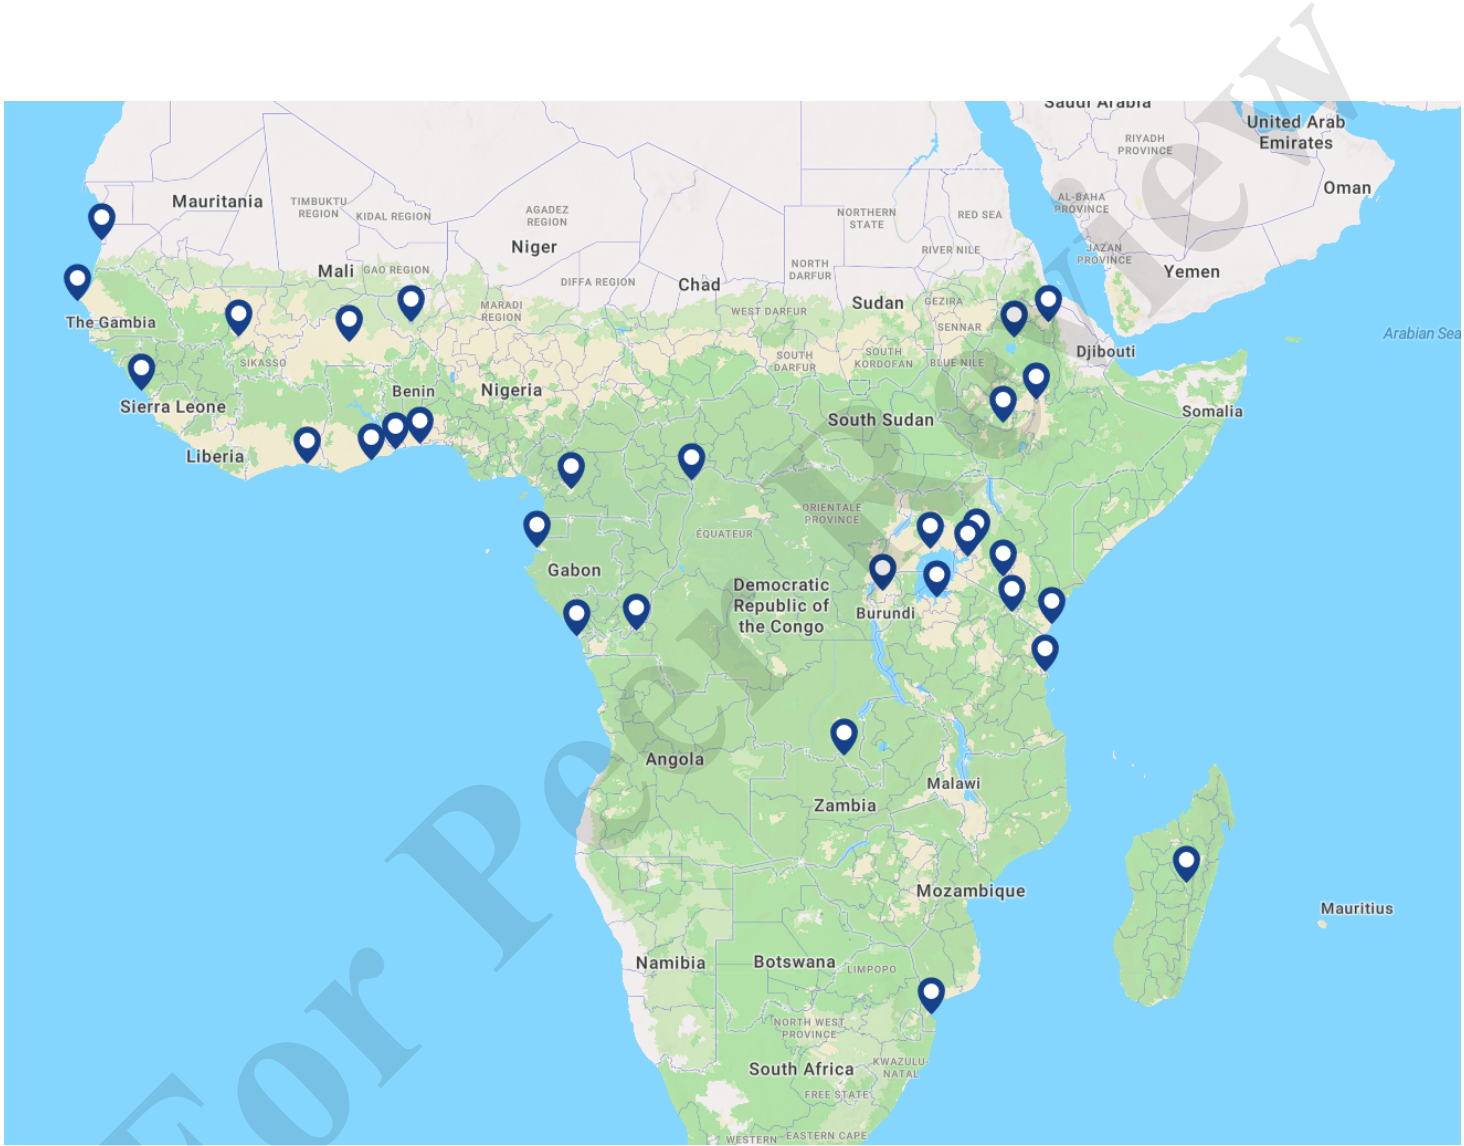 Saudi Arabia
United Arab
Emirates
RIYADH
PROVINCE
Oman
Mauritania
TIMBUKTU
REGION
KIDAL REGION
AGADEZ
REGION
NORTHERN
STATE
RED SEA
AL-BAHA
PROVINCE
Niger
RIVER NILE
JAZAN
PROVINCE
Mali
GAO REGION
DIFFA REGION
Chad
NORTH
DARFUR
Yemen
MARADI
REGION
WEST DARFUR
Sudan
GEZIRA
The Gambia
SENNAR
Arabian Sea
SIKASSO
SOUTH
DARFUR
SOUTH
KORDOFAN
BLUE NILE
Djibouti
Benin
Nigeria
Sierra Leone
South Sudan
Somalia
Liberia
ORIENTALE
PROVINCE
ÉQUATEUR
Gabon
Democratic
Republic of
the Congo
Burundi
Angola
Malawi
Zambia
Mozambique
Mauritius
Namibia
Botswana
LIMPOPO
NORTH WEST
PROVINCE
South Africa
KWAZULU-
NATAL
FREE STATE
WESTERN
EASTERN CAPE
For Peer Review